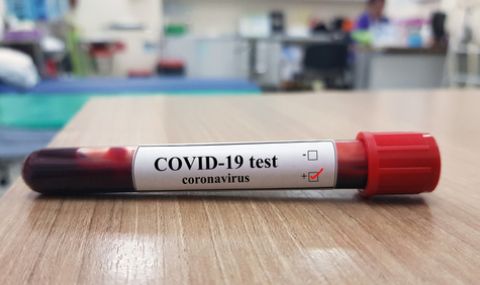 COVID-19 test
coronavirus
- ☐
+ ☑